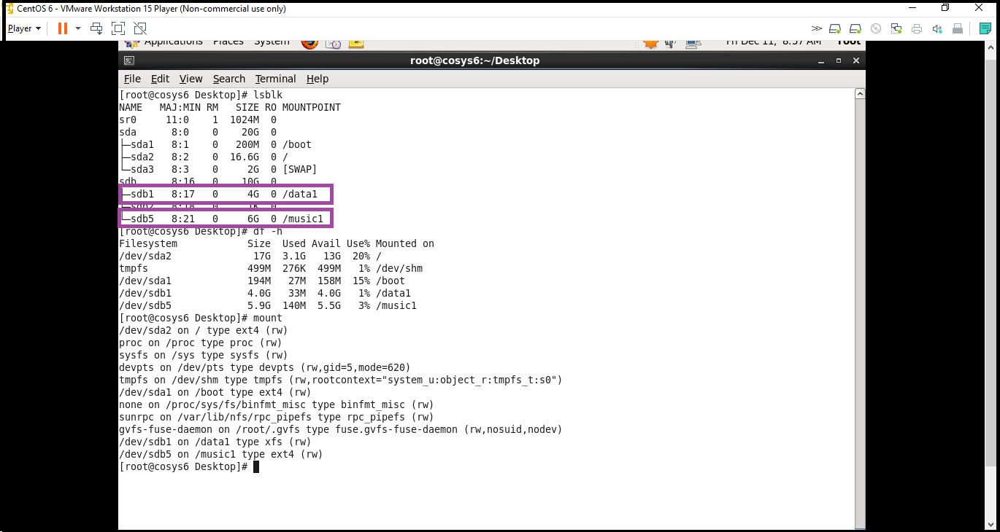 CentOS 6 - VMware Workstation 15 Player (Non-commercial use only)
Player
Applications Places System Fri Dec 11, 8:57 AM root
root@cosys6:~/Desktop
File Edit View Search Terminal Help
[root@cosys6 Desktop]# lsblk
NAME   MAJ:MIN RM   SIZE RO MOUNTPOINT
sr0     11:0    1  1024M  0
sda      8:0    0    20G  0
├─sda1   8:1    0   200M  0 /boot
├─sda2   8:2    0  16.6G  0 /
└─sda3   8:3    0     2G  0 [SWAP]
sdb      8:16   0    10G  0
├─sdb1   8:17   0     4G  0 /data1
├─sdb2   8:18   0     1K  0
└─sdb5   8:21   0     6G  0 /music1
[root@cosys6 Desktop]# df -h
Filesystem            Size  Used Avail Use% Mounted on
/dev/sda2              17G  3.1G   13G  20% /
tmpfs                 499M  276K  499M   1% /dev/shm
/dev/sda1             194M   27M  158M  15% /boot
/dev/sdb1             4.0G   33M  4.0G   1% /data1
/dev/sdb5             5.9G  140M  5.5G   3% /music1
[root@cosys6 Desktop]# mount
/dev/sda2 on / type ext4 (rw)
proc on /proc type proc (rw)
sysfs on /sys type sysfs (rw)
devpts on /dev/pts type devpts (rw,gid=5,mode=620)
tmpfs on /dev/shm type tmpfs (rw,rootcontext="system_u:object_r:tmpfs_t:s0")
/dev/sda1 on /boot type ext4 (rw)
none on /proc/sys/fs/binfmt_misc type binfmt_misc (rw)
sunrpc on /var/lib/nfs/rpc_pipefs type rpc_pipefs (rw)
gvfs-fuse-daemon on /root/.gvfs type fuse.gvfs-fuse-daemon (rw,nosuid,nodev)
/dev/sdb1 on /data1 type xfs (rw)
/dev/sdb5 on /music1 type ext4 (rw)
[root@cosys6 Desktop]#